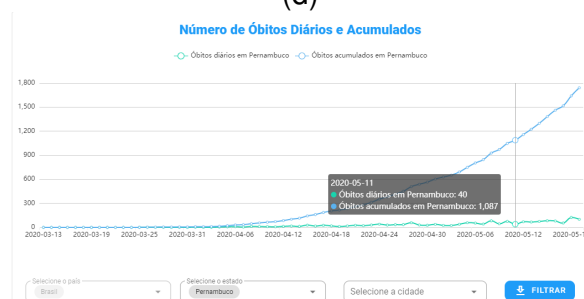 (d)
Número de Óbitos Diários e Acumulados
Óbitos diários em Pernambuco Óbitos acumulados em Pernambuco
1,800
1,500
1,200
900
600
300
0
2020-05-11
Óbitos diários em Pernambuco: 40
Óbitos acumulados em Pernambuco: 1,087
2020-03-13 2020-03-19 2020-03-25 2020-03-31 2020-04-06 2020-04-12 2020-04-18 2020-04-24 2020-04-30 2020-05-06 2020-05-12 2020-05-1
Selecione o país
Brasil
Selecione o estado
Pernambuco
Selecione a cidade
FILTRAR